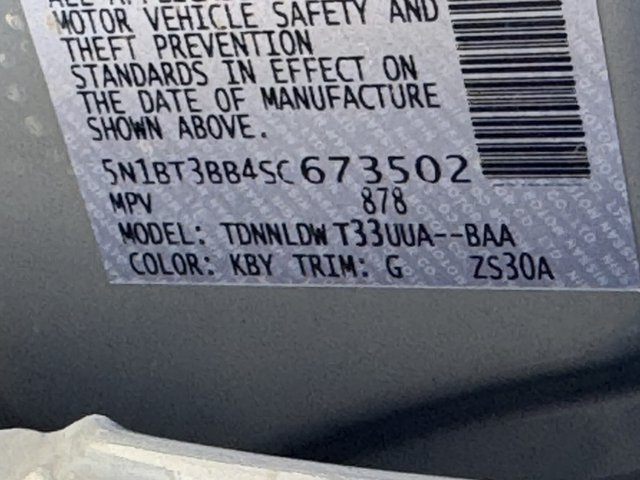 MOTOR VEHICLE SAFETY AND
THEFT PREVENTION
STANDARDS IN EFFECT ON
THE DATE OF MANUFACTURE
SHOWN ABOVE.
5N1BT3BB4SC673502
MPV 878
MODEL: TDNNLDW T33UUA--BAA
COLOR: KBY TRIM: G ZS30A